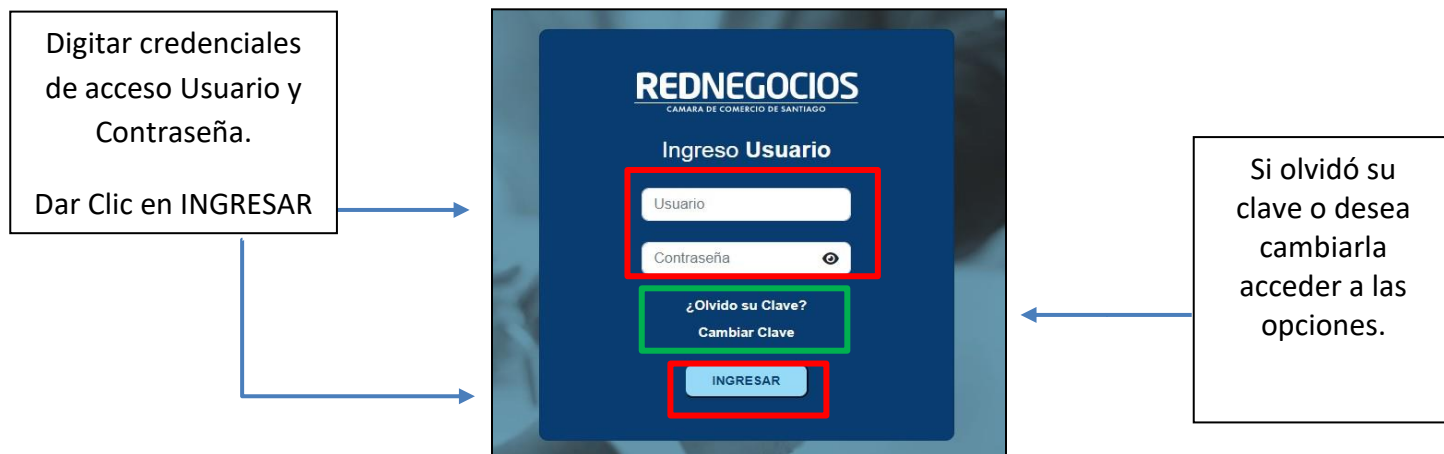 Digitar credenciales
de acceso Usuario y
Contraseña.
Dar Clic en INGRESAR
REDNEGOCIOS
CAMARA DE COMERCIO DE SANTIAGO
Ingreso Usuario
Usuario
Contraseña
¿Olvido su Clave?
Cambiar Clave
INGRESAR
Si olvidó su
clave o desea
cambiarla
acceder a las
opciones.